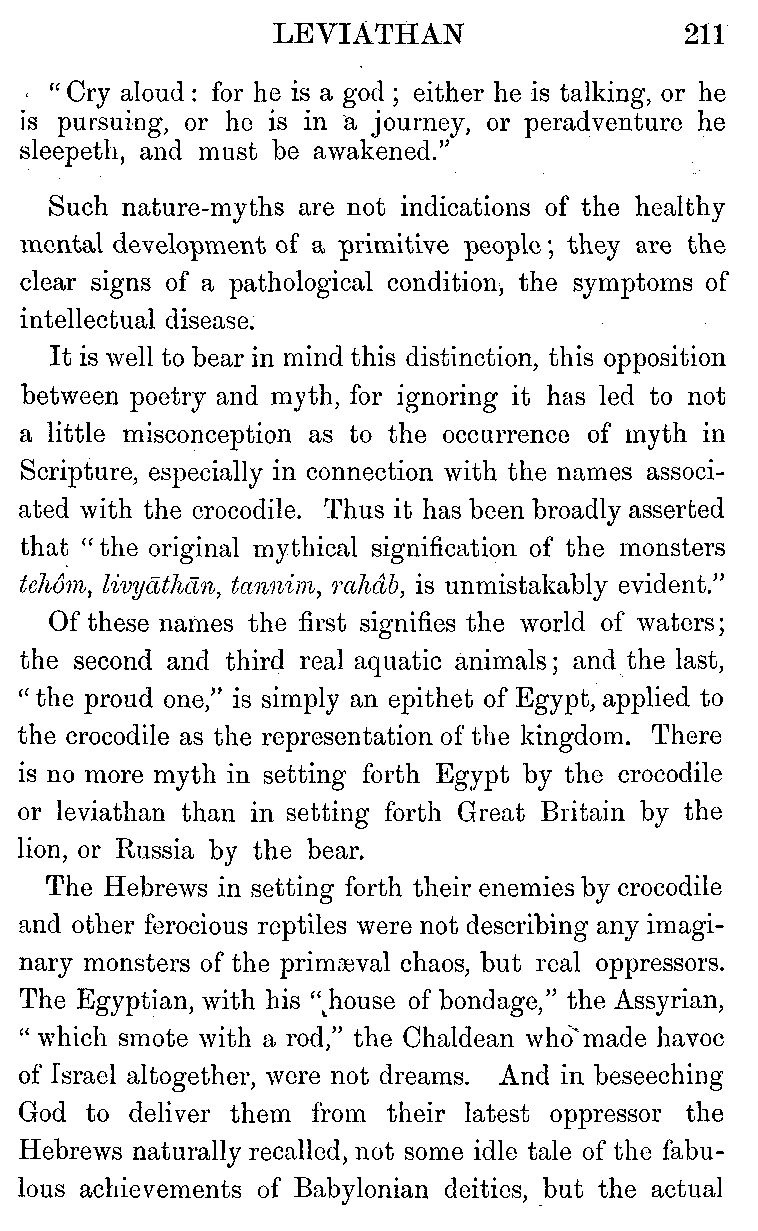 LEVIATHAN 211
"Cry aloud: for he is a god; either he is talking, or he
is pursuing, or he is in a journey, or peradventure he
sleepeth, and must be awakened."
Such nature-myths are not indications of the healthy
mental development of a primitive people; they are the
clear signs of a pathological condition, the symptoms of
intellectual disease.
It is well to bear in mind this distinction, this opposition
between poetry and myth, for ignoring it has led to not
a little misconception as to the occurrence of myth in
Scripture, especially in connection with the names associ-
ated with the crocodile. Thus it has been broadly asserted
that "the original mythical signification of the monsters
tehôm, livyāthān, tannim, rahâb, is unmistakably evident."
Of these names the first signifies the world of waters;
the second and third real aquatic animals; and the last,
"the proud one," is simply an epithet of Egypt, applied to
the crocodile as the representation of the kingdom. There
is no more myth in setting forth Egypt by the crocodile
or leviathan than in setting forth Great Britain by the
lion, or Russia by the bear.
The Hebrews in setting forth their enemies by crocodile
and other ferocious reptiles were not describing any imagi-
nary monsters of the primæval chaos, but real oppressors.
The Egyptian, with his "house of bondage," the Assyrian,
"which smote with a rod," the Chaldean who made havoc
of Israel altogether, were not dreams. And in beseeching
God to deliver them from their latest oppressor the
Hebrews naturally recalled, not some idle tale of the fabu-
lous achievements of Babylonian deities, but the actual